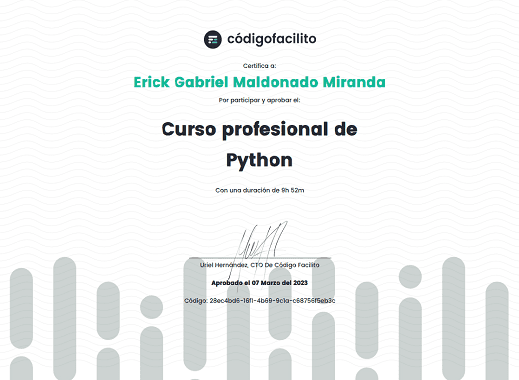 códigofacilito
Certifica a:
Erick Gabriel Maldonado Miranda
Por participar y aprobar el:
Curso profesional de
Python
Con una duración de 9h 52m
Uriel Hernández, CTO De Código Facilito
Aprobado el 07 Marzo del 2023
Código: 28ec4bd6-16f1-4b69-9c1a-c68756f5eb3c